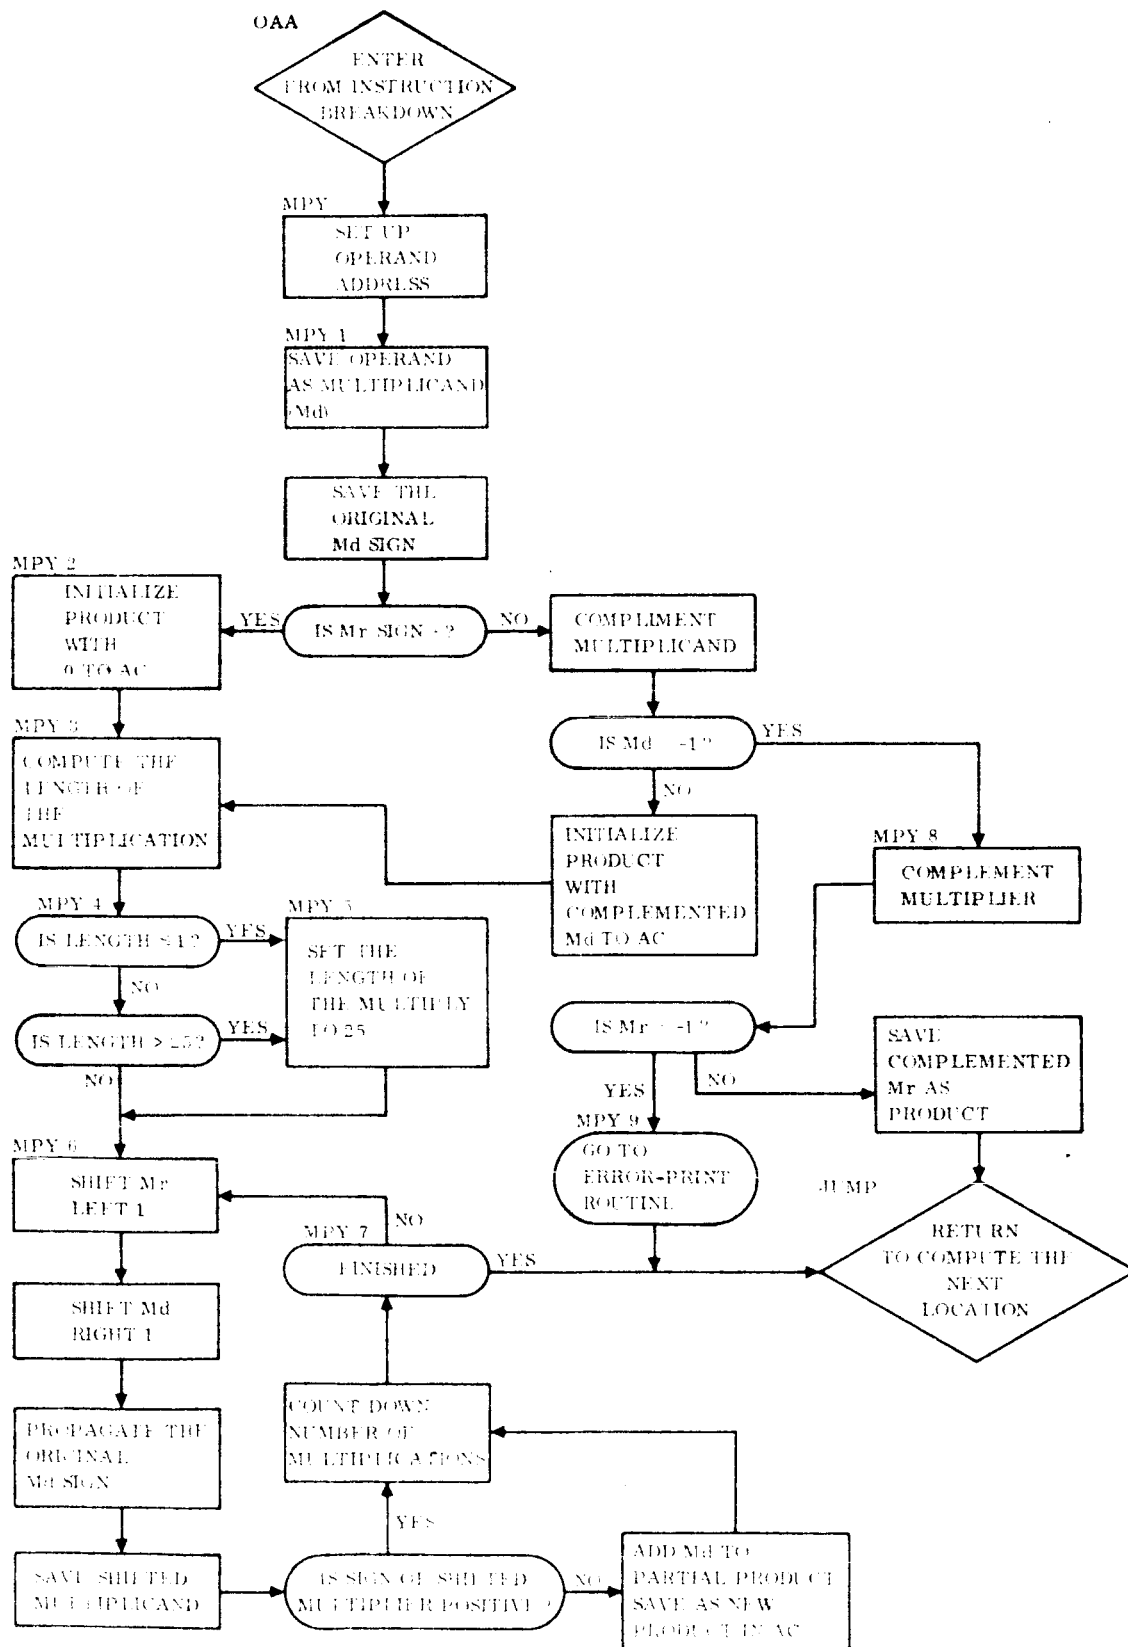 OAA
ENTER
FROM INSTRUCTION
BREAKDOWN
MPY
SET UP
OPERAND
ADDRESS
MPY 1
SAVE OPERAND
AS MULTIPLICAND
(Md)
SAVE THE
ORIGINAL
Md SIGN
MPY 2
INITIALIZE
PRODUCT
WITH
0 TO AC
YES
IS Mr SIGN
NO
COMPLIMENT
MULTIPLICAND
MPY 3
COMPUTE THE
LENGTH OF
THE
MULTIPLICATION
IS Md -1?
YES
NO
INITIALIZE
PRODUCT
WITH
COMPLEMENTED
Md TO AC
MPY 8
COMPLEMENT
MULTIPLIER
MPY 4
IS LENGTH 1?
YES
NO
MPY 5
SET THE
LENGTH OF
THE MULTIPLY
TO 25
IS LENGTH > 25?
YES
NO
IS Mr -1?
YES
NO
SAVE
COMPLEMENTED
Mr AS
PRODUCT
MPY 9
GO TO
ERROR-PRINT
ROUTINE
MPY 6
SHIFT Mr
LEFT 1
NO
MPY 7
FINISHED
YES
JUMP
RETURN
TO COMPUTE THE
NEXT
LOCATION
SHIFT Md
RIGHT 1
PROPAGATE THE
ORIGINAL
Md SIGN
COUNT DOWN
NUMBER OF
MULTIPLICATIONS
YES
SAVE SHIFTED
MULTIPLICAND
IS SIGN OF SHIFTED
MULTIPLIER POSITIVE?
NO
ADD Md TO
PARTIAL PRODUCT
SAVE AS NEW
PRODUCT IN AC